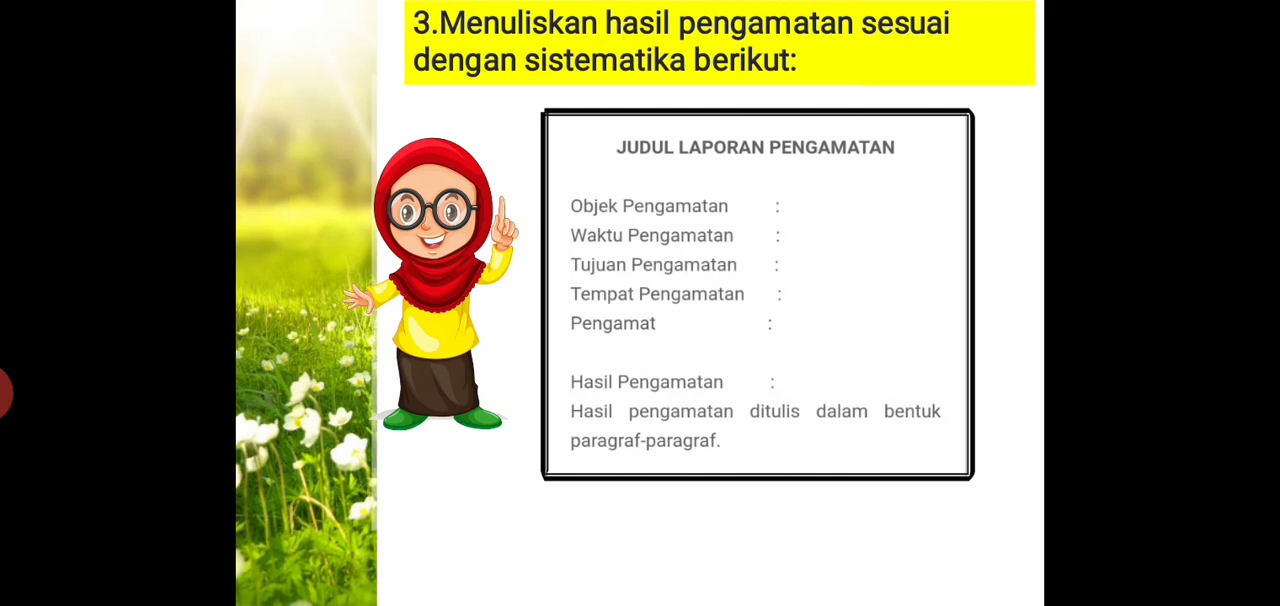 3.Menuliskan hasil pengamatan sesuai
dengan sistematika berikut:
JUDUL LAPORAN PENGAMATAN
Objek Pengamatan :
Waktu Pengamatan :
Tujuan Pengamatan :
Tempat Pengamatan :
Pengamat :
Hasil Pengamatan :
Hasil pengamatan ditulis dalam bentuk
paragraf-paragraf.